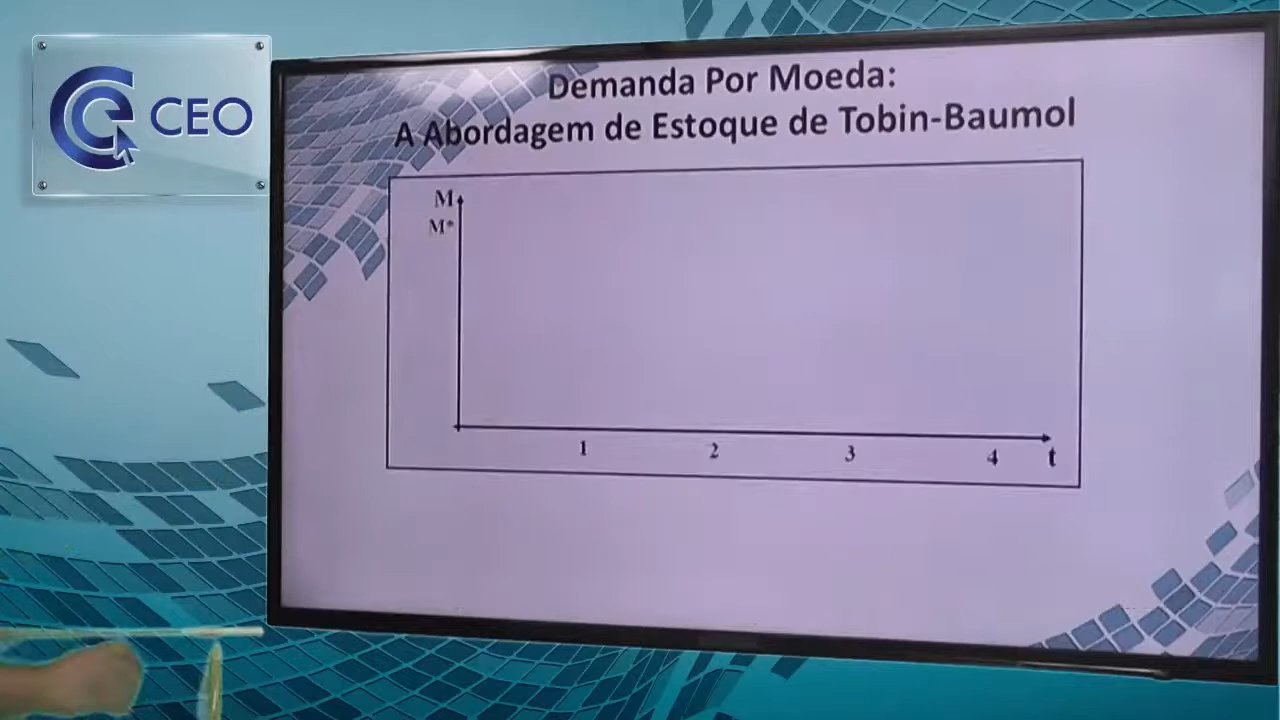 CEO
Demanda Por Moeda:
A Abordagem de Estoque de Tobin-Baumol
M
M*
1 2 3 4 t